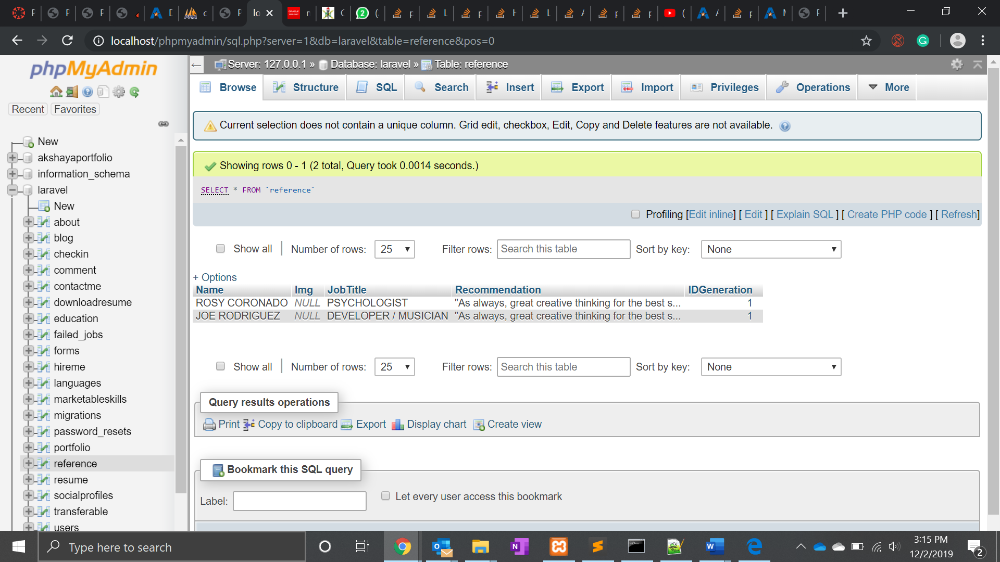 localhost/phpmyadmin/sql.php?server=1&db=laravel&table=reference&pos=0
phpMyAdmin
Recent Favorites
New
akshayaportfolio
information_schema
laravel
New
about
blog
checkin
comment
contactme
downloadresume
education
failed_jobs
forms
hireme
languages
marketableskills
migrations
password_resets
portfolio
reference
resume
socialprofiles
transferable
users
Server: 127.0.0.1 » Database: laravel » Table: reference
Browse Structure SQL Search Insert Export Import Privileges Operations More
Current selection does not contain a unique column. Grid edit, checkbox, Edit, Copy and Delete features are not available.
Showing rows 0 - 1 (2 total, Query took 0.0014 seconds.)
SELECT * FROM `reference`
Profiling [Edit inline] [ Edit ] [ Explain SQL ] [ Create PHP code ] [ Refresh]
Show all | Number of rows: 25 Filter rows: Search this table Sort by key: None
+ Options
Name Img JobTitle Recommendation IDGeneration
ROSY CORONADO NULL PSYCHOLOGIST "As always, great creative thinking for the best s... 1
JOE RODRIGUEZ NULL DEVELOPER / MUSICIAN "As always, great creative thinking for the best s... 1
Show all | Number of rows: 25 Filter rows: Search this table Sort by key: None
Query results operations
Print Copy to clipboard Export Display chart Create view
Bookmark this SQL query
Label: Let every user access this bookmark
Type here to search
3:15 PM
12/2/2019
2